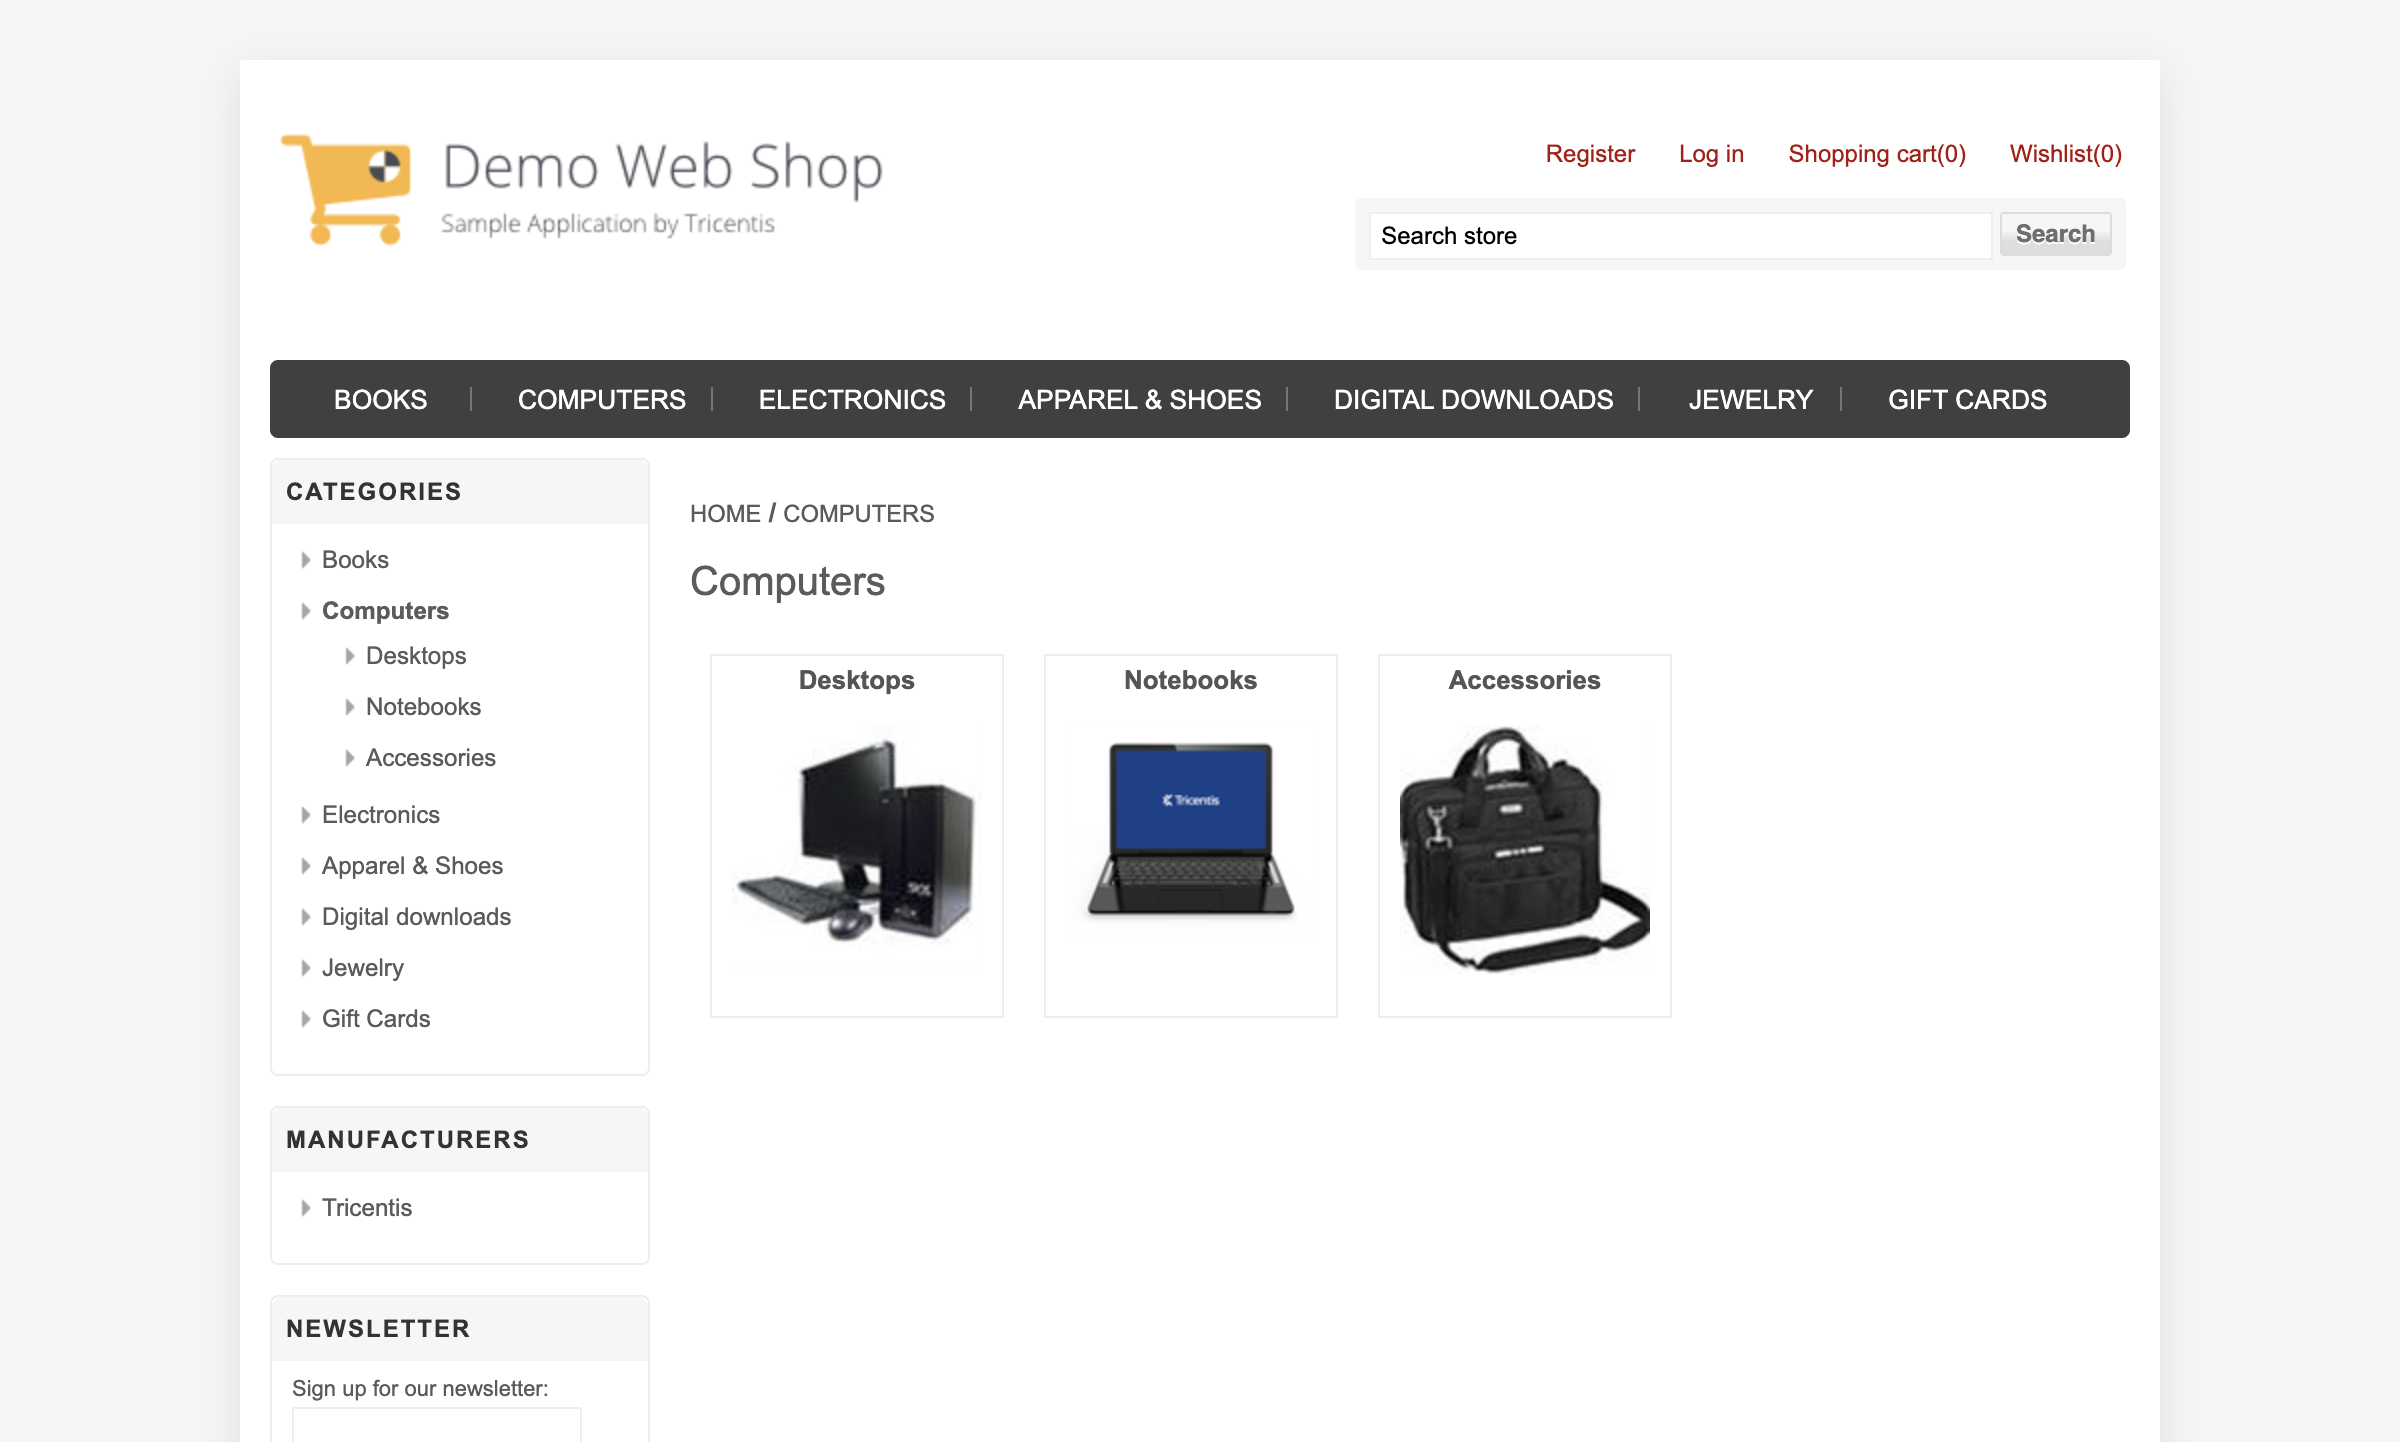 Demo Web Shop
Sample Application by Tricentis
Register Log in Shopping cart(0) Wishlist(0)
Search store Search
BOOKS COMPUTERS ELECTRONICS APPAREL & SHOES DIGITAL DOWNLOADS JEWELRY GIFT CARDS
CATEGORIES
Books
Computers
Desktops
Notebooks
Accessories
Electronics
Apparel & Shoes
Digital downloads
Jewelry
Gift Cards
MANUFACTURERS
Tricentis
NEWSLETTER
Sign up for our newsletter:
HOME / COMPUTERS
Computers
Desktops
Notebooks
Tricentis
Accessories